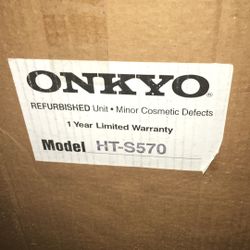 ONKYO®
REFURBISHED Unit • Minor Cosmetic Defects
1 Year Limited Warranty
Model HT-S570